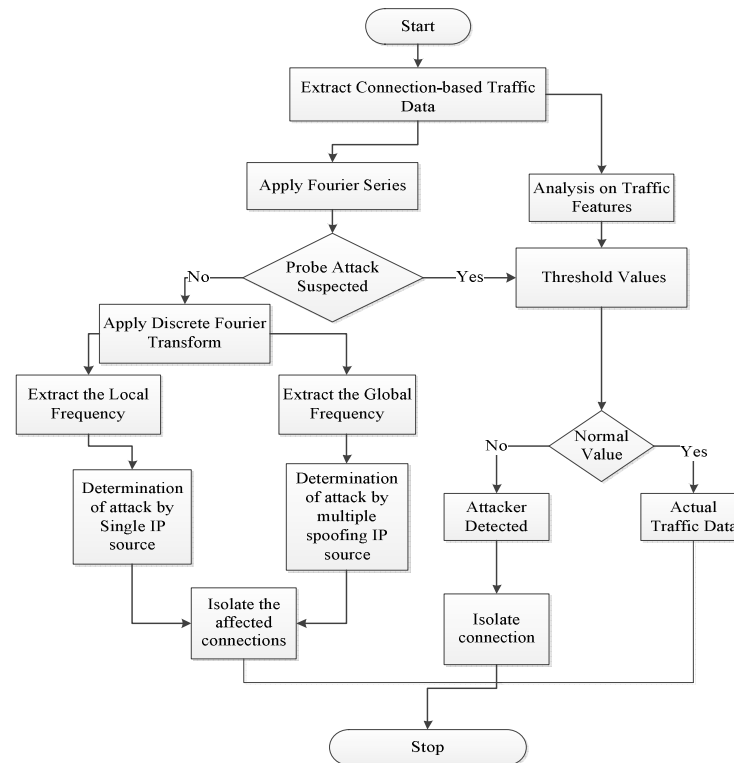 Start
Extract Connection-based Traffic
Data
Apply Fourier Series
Analysis on Traffic
Features
Probe Attack
Suspected
No
Yes
Threshold Values
Apply Discrete Fourier
Transform
Extract the Local
Frequency
Extract the Global
Frequency
Normal
Value
No
Yes
Determination
of attack by
Single IP
source
Determination
of attack by
multiple
spoofing IP
source
Attacker
Detected
Actual
Traffic Data
Isolate the
affected
connections
Isolate
connection
Stop